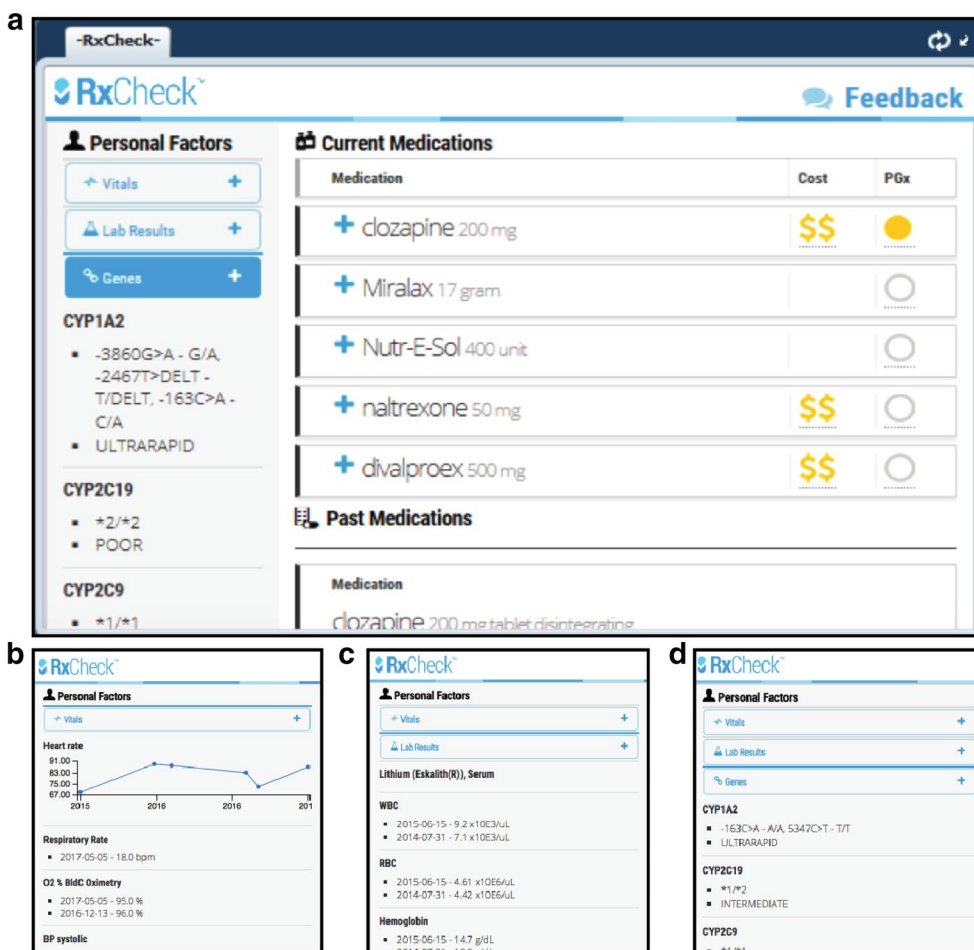 a
-RxCheck-
RxCheck™
Feedback
Personal Factors
Vitals +
Lab Results +
Genes +
CYP1A2
-3860G>A - G/A,
-2467T>DELT -
T/DELT, -163C>A -
C/A
ULTRARAPID
CYP2C19
*2/*2
POOR
CYP2C9
*1/*1
Current Medications
Medication Cost PGx
+ clozapine 200 mg $$
+ Miralax 17 gram
+ Nutr-E-Sol 400 unit
+ naltrexone 50 mg $$
+ divalproex 500 mg $$
Past Medications
Medication
clozapine 200 mg tablet disintegrating
b
RxCheck™
Personal Factors
Vitals +
Heart rate
91.00
83.00
75.00
67.00
2015 2016 2016 201
Respiratory Rate
2017-05-05 - 18.0 bpm
O2 % BldC Oximetry
2017-05-05 - 95.0 %
2016-12-13 - 96.0 %
BP systolic
c
RxCheck™
Personal Factors
Vitals +
Lab Results +
Lithium (Eskalith(R)), Serum
WBC
2015-06-15 - 9.2 x10E3/uL
2014-07-31 - 7.1 x10E3/uL
RBC
2015-06-15 - 4.61 x10E6/uL
2014-07-31 - 4.42 x10E6/uL
Hemoglobin
2015-06-15 - 14.7 g/dL
d
RxCheck™
Personal Factors
Vitals +
Lab Results +
Genes +
CYP1A2
-163C>A - A/A, 5347C>T - T/T
ULTRARAPID
CYP2C19
*1/*2
INTERMEDIATE
CYP2C9